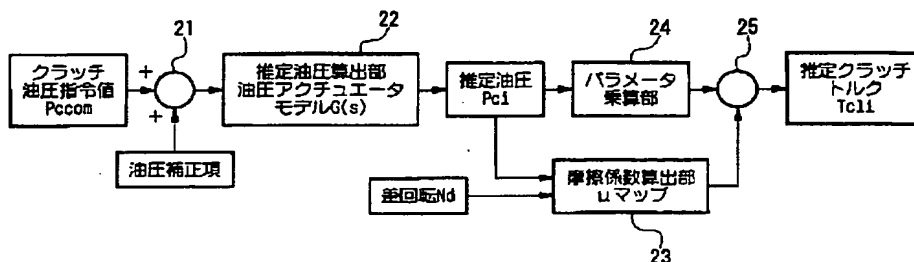 21
クラッチ
油圧指令値
Pccom
+
+
油圧補正項
22
推定油圧算出部
油圧アクチュエータ
モデルG(s)
推定油圧
Pci
差回転Nd
24
パラメータ
乗算部
摩擦係数算出部
μマップ
23
25
推定クラッチ
トルク
Tcli